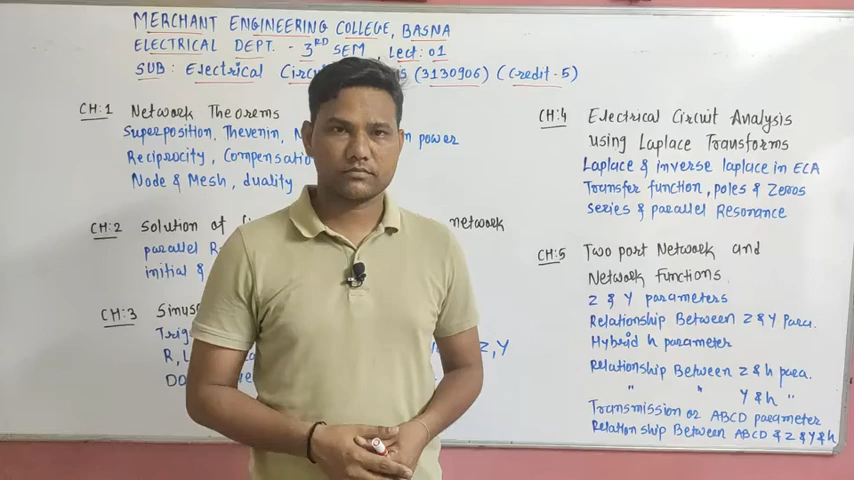 MERCHANT ENGINEERING COLLEGE, BASNA
ELECTRICAL DEPT. - 3RD SEM, Lect: 01
SUB: Electrical (3130906) (Credit-5)
CH:1 Network Theorems
Superposition, Thevenin, power
Reciprocity, Compensatio
Node & Mesh, duality
CH:2 Solution of network
parallel R
initial &
CH:3 Sinus
Trig
R, L Z, Y
DO
CH:4 Electrical Circuit Analysis
using Laplace Transforms
Laplace & inverse laplace in ECA
Transfer function, poles & Zeros
Series & parallel Resonance
CH:5 Two port Network and
Network Functions.
Z & Y parameters
Relationship Between Z & Y Para.
Hybrid h parameter
Relationship Between Z & h para.
" " Y & h "
Transmission or ABCD parameter
Relationship Between ABCD & Z & Y & h